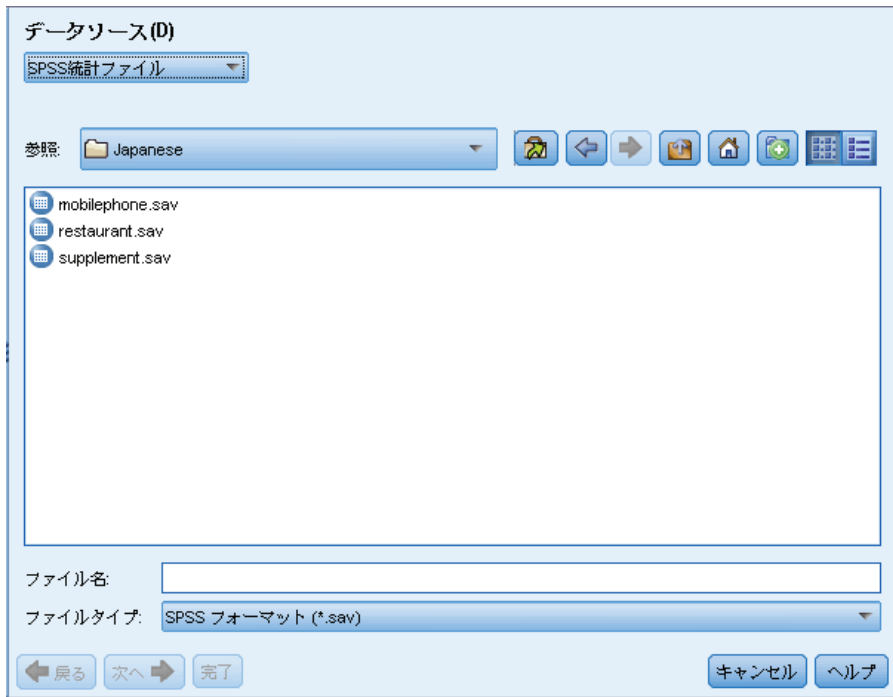 データソース(D)
SPSS統計ファイル
参照: Japanese
mobilephone.sav
restaurant.sav
supplement.sav
ファイル名:
ファイルタイプ: SPSS フォーマット (*.sav)
戻る 次へ 完了 キャンセル ヘルプ